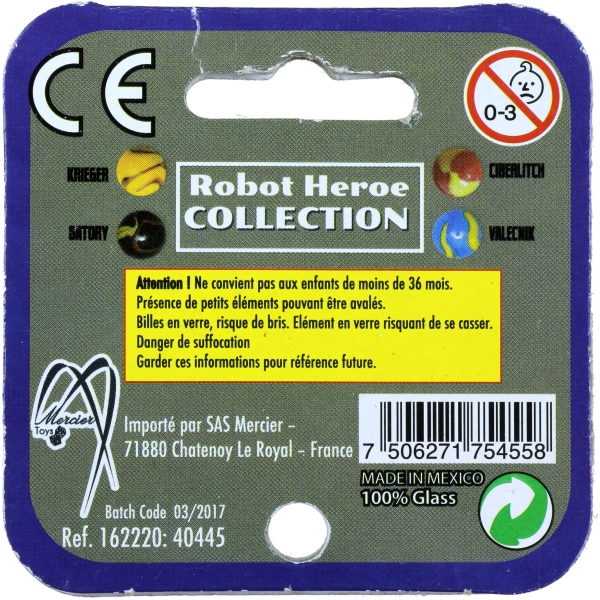 CE
0-3
KRIEGER
CIBERLITCH
Robot Heroe
COLLECTION
SATORY
VALECNIK
Attention ! Ne convient pas aux enfants de moins de 36 mois.
Présence de petits éléments pouvant être avalés.
Billes en verre, risque de bris. Elément en verre risquant de se casser.
Danger de suffocation
Garder ces informations pour référence future.
Mercier
Toys
Importé par SAS Mercier –
71880 Chatenoy Le Royal – France
7 506271 754558
MADE IN MEXICO
100% Glass
Batch Code 03/2017
Ref. 162220: 40445